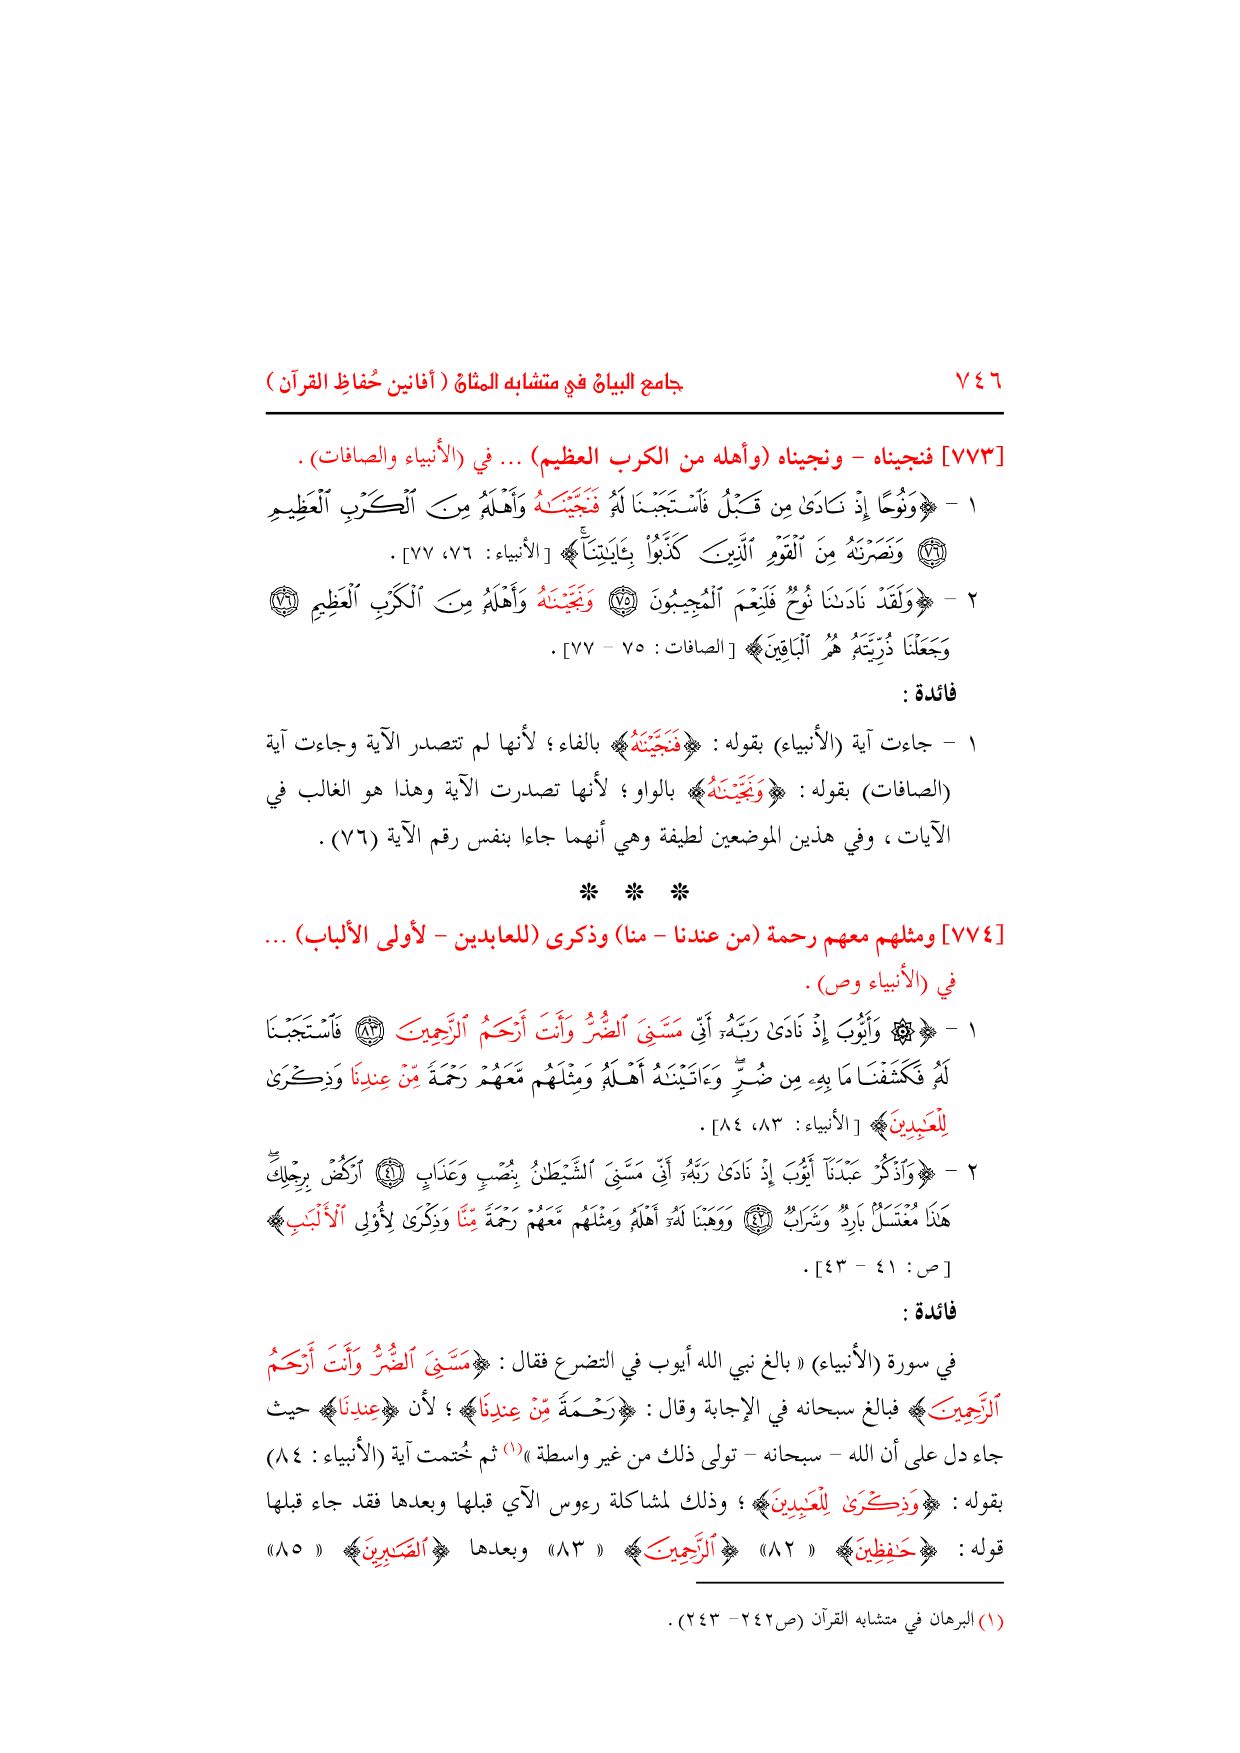 ٧٤٦ جامع البيان في متشابه المثان ( أفانين حُفاظِ القرآن )
[٧٧٣] فنجيناه – ونجيناه (وأهله من الكرب العظيم) ... في (الأنبياء والصافات) .
١ – ﴿وَنُوحًا إِذْ نَادَىٰ مِن قَبْلُ فَٱسْتَجَبْنَا لَهُۥ فَنَجَّيْنَٰهُ وَأَهْلَهُۥ مِنَ ٱلْكَرْبِ ٱلْعَظِيمِ
٧٦ وَنَصَرْنَٰهُ مِنَ ٱلْقَوْمِ ٱلَّذِينَ كَذَّبُوا۟ بِـَٔايَٰتِنَآ ۚ﴾ [الأنبياء: ٧٦، ٧٧] .
٢ – ﴿وَلَقَدْ نَادَىٰنَا نُوحٌ فَلَنِعْمَ ٱلْمُجِيبُونَ ٧٥ وَنَجَّيْنَٰهُ وَأَهْلَهُۥ مِنَ ٱلْكَرْبِ ٱلْعَظِيمِ ٧٦
وَجَعَلْنَا ذُرِّيَّتَهُۥ هُمُ ٱلْبَاقِينَ﴾ [الصافات: ٧٥ – ٧٧] .
فائدة :
١ – جاءت آية (الأنبياء) بقوله : ﴿فَنَجَّيْنَٰهُ﴾ بالفاء ؛ لأنها لم تتصدر الآية وجاءت آية
(الصافات) بقوله : ﴿وَنَجَّيْنَٰهُ﴾ بالواو ؛ لأنها تصدرت الآية وهذا هو الغالب في
الآيات ، وفي هذين الموضعين لطيفة وهي أنهما جاءا بنفس رقم الآية (٧٦) .
❊ ❊ ❊
[٧٧٤] ومثلهم معهم رحمة (من عندنا – منا) وذكرى (للعابدين – لأولى الألباب) ...
في (الأنبياء وص) .
١ – ﴿۞ وَأَيُّوبَ إِذْ نَادَىٰ رَبَّهُۥٓ أَنِّى مَسَّنِىَ ٱلضُّرُّ وَأَنتَ أَرْحَمُ ٱلرَّٰحِمِينَ ٨٣ فَٱسْتَجَبْنَا
لَهُۥ فَكَشَفْنَا مَا بِهِۦ مِن ضُرٍّۖ وَءَاتَيْنَٰهُ أَهْلَهُۥ وَمِثْلَهُم مَّعَهُمْ رَحْمَةً مِّنْ عِندِنَا وَذِكْرَىٰ
لِلْعَٰبِدِينَ﴾ [الأنبياء: ٨٣، ٨٤] .
٢ – ﴿وَٱذْكُرْ عَبْدَنَآ أَيُّوبَ إِذْ نَادَىٰ رَبَّهُۥٓ أَنِّى مَسَّنِىَ ٱلشَّيْطَٰنُ بِنُصْبٍ وَعَذَابٍ ٤١ ٱرْكُضْ بِرِجْلِكَۖ
هَٰذَا مُغْتَسَلٌۢ بَارِدٌ وَشَرَابٌ ٤٢ وَوَهَبْنَا لَهُۥٓ أَهْلَهُۥ وَمِثْلَهُم مَّعَهُمْ رَحْمَةً مِّنَّا وَذِكْرَىٰ لِأُو۟لِى ٱلْأَلْبَٰبِ﴾
[ص : ٤١ – ٤٣] .
فائدة :
في سورة (الأنبياء) « بالغ نبي الله أيوب في التضرع فقال : ﴿مَسَّنِىَ ٱلضُّرُّ وَأَنتَ أَرْحَمُ
ٱلرَّٰحِمِينَ﴾ فبالغ سبحانه في الإجابة وقال : ﴿رَحْمَةً مِّنْ عِندِنَا﴾ ؛ لأن ﴿عِندِنَا﴾ حيث
جاء دل على أن الله – سبحانه – تولى ذلك من غير واسطة »(١) ثم خُتمت آية (الأنبياء : ٨٤)
بقوله : ﴿وَذِكْرَىٰ لِلْعَٰبِدِينَ﴾ ؛ وذلك لمشاكلة رءوس الآي قبلها وبعدها فقد جاء قبلها
قوله : ﴿حَٰفِظِينَ﴾ « ٨٢» ﴿ٱلرَّٰحِمِينَ﴾ « ٨٣» وبعدها ﴿ٱلصَّٰبِرِينَ﴾ « ٨٥»
(١) البرهان في متشابه القرآن (ص٢٤٢– ٢٤٣) .